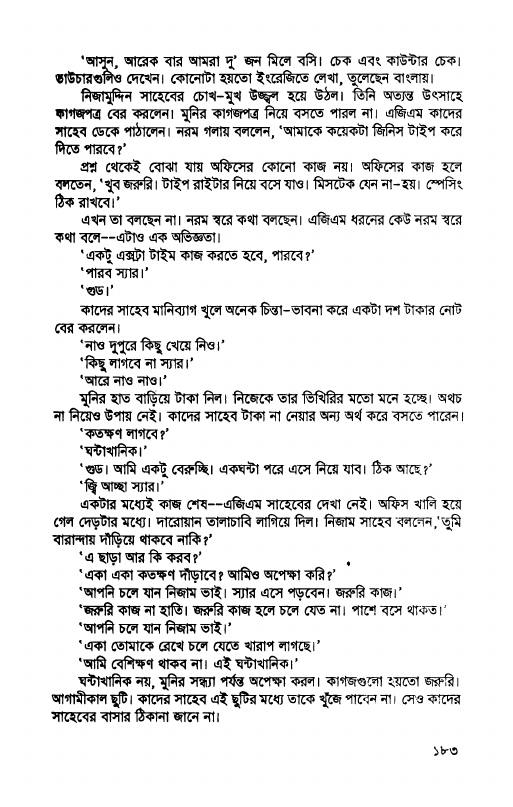 ‘আসুন, আরেক বার আমরা দু’ জন মিলে বসি। চেক এবং কাউন্টার চেক।
ভাউচারগুলিও দেখেন। কোনোটা হয়তো ইংরেজিতে লেখা, তুলেছেন বাংলায়।
নিজামুদ্দিন সাহেবের চোখ-মুখ উজ্জ্বল হয়ে উঠল। তিনি অত্যন্ত উৎসাহে
কাগজপত্র বের করলেন। মুনির কাগজপত্র নিয়ে বসতে পারল না। এজিএম কাদের
সাহেব ডেকে পাঠালেন। নরম গলায় বললেন, ‘আমাকে কয়েকটা জিনিস টাইপ করে
দিতে পারবে?’
প্রশ্ন থেকেই বোঝা যায় অফিসের কোনো কাজ নয়। অফিসের কাজ হলে
বলতেন, ‘খুব জরুরি। টাইপ রাইটার নিয়ে বসে যাও। মিসটেক যেন না-হয়। স্পেসিং
ঠিক রাখবে।’
এখন তা বলছেন না। নরম স্বরে কথা বলছেন। এজিএম ধরনের কেউ নরম স্বরে
কথা বলে--এটাও এক অভিজ্ঞতা।
‘একটু এক্সট্রা টাইম কাজ করতে হবে, পারবে?’
‘পারব স্যার।’
‘গুড।’
কাদের সাহেব মানিব্যাগ খুলে অনেক চিন্তা-ভাবনা করে একটা দশ টাকার নোট
বের করলেন।
‘নাও দুপুরে কিছু খেয়ে নিও।’
‘কিছু লাগবে না স্যার।’
‘আরে নাও নাও।’
মুনির হাত বাড়িয়ে টাকা নিল। নিজেকে তার ভিখিরির মতো মনে হচ্ছে। অথচ
না নিয়েও উপায় নেই। কাদের সাহেব টাকা না নেয়ার অন্য অর্থ করে বসতে পারেন।
‘কতক্ষণ লাগবে?’
‘ঘন্টাখানিক।’
‘গুড। আমি একটু বেরুচ্ছি। একঘন্টা পরে এসে নিয়ে যাব। ঠিক আছে?’
‘জ্বি আচ্ছা স্যার।’
একটার মধ্যেই কাজ শেষ--এজিএম সাহেবের দেখা নেই। অফিস খালি হয়ে
গেল দেড়টার মধ্যে। দারোয়ান তালাচাবি লাগিয়ে দিল। নিজাম সাহেব বললেন, ‘তুমি
বারান্দায় দাঁড়িয়ে থাকবে নাকি?’
‘এ ছাড়া আর কি করব?’
‘একা একা কতক্ষণ দাঁড়াবে? আমিও অপেক্ষা করি?’
‘আপনি চলে যান নিজাম ভাই। স্যার এসে পড়বেন। জরুরি কাজ।’
‘জরুরি কাজ না হাতি। জরুরি কাজ হলে চলে যেত না। পাশে বসে থাকত।’
‘আপনি চলে যান নিজাম ভাই।’
‘একা তোমাকে রেখে চলে যেতে খারাপ লাগছে।’
‘আমি বেশিক্ষণ থাকব না। এই ঘন্টাখানিক।’
ঘন্টাখানিক নয়, মুনির সন্ধ্যা পর্যন্ত অপেক্ষা করল। কাগজগুলো হয়তো জরুরি।
আগামীকাল ছুটি। কাদের সাহেব এই ছুটির মধ্যে তাকে খুঁজে পাবেন না। সেও কাদের
সাহেবের বাসার ঠিকানা জানে না।
১৮৩